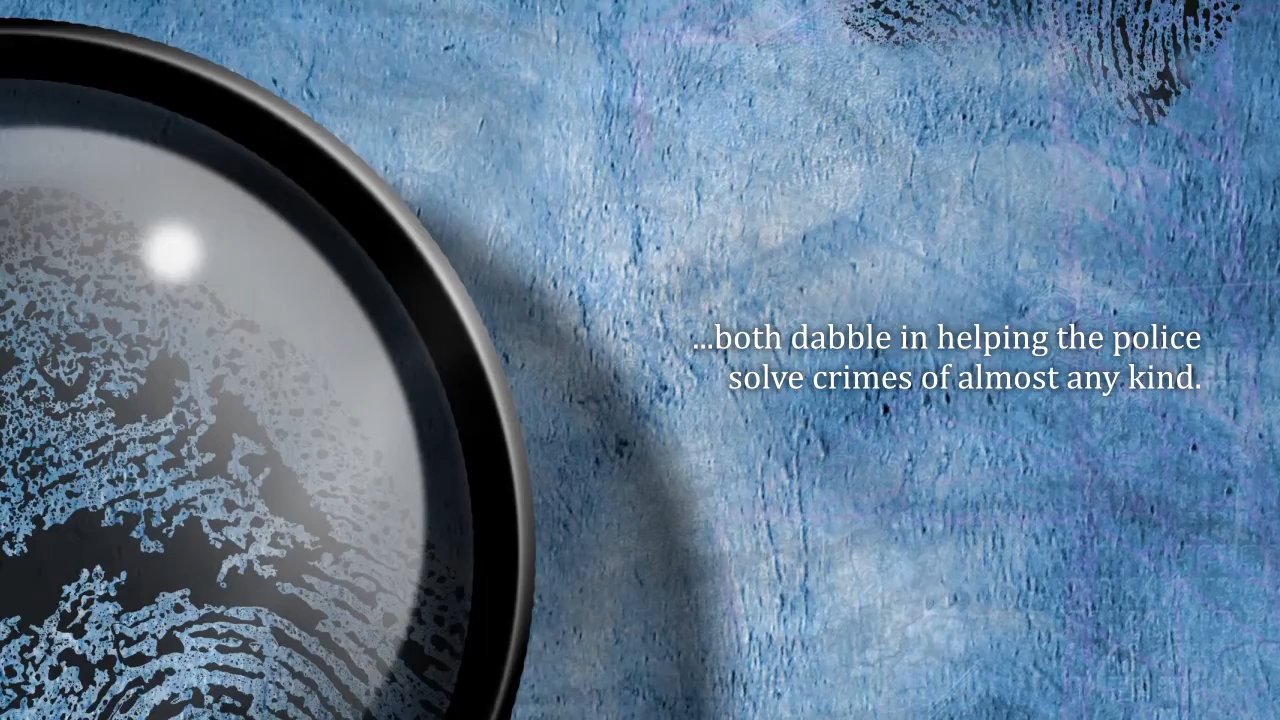 ...both dabble in helping the police
solve crimes of almost any kind.